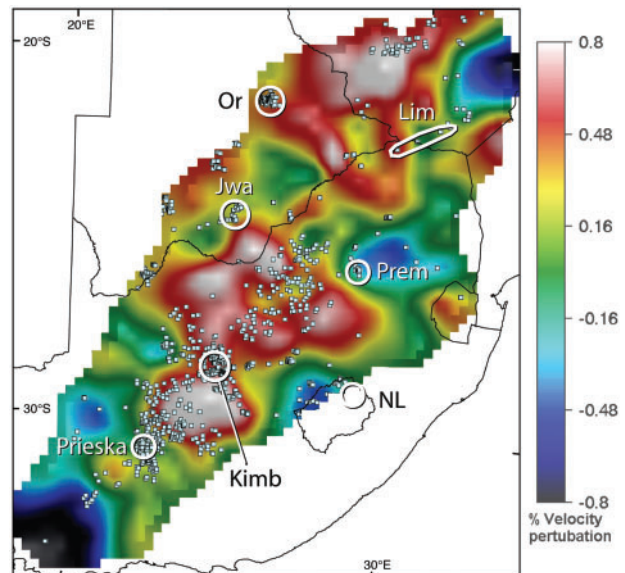 20°E
20°S
Or
Lim
Jwa
Prem
NL
30°S
Prieska
Kimb
30°E
0.8
0.48
0.16
-0.16
-0.48
-0.8
% Velocity
pertubation